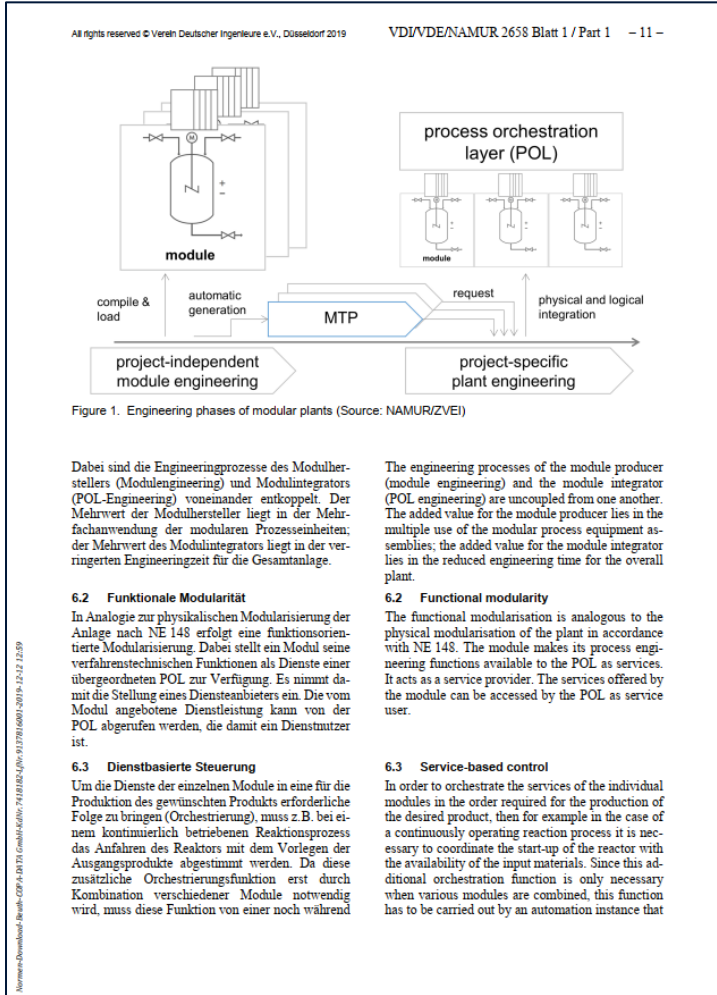 All rights reserved © Verein Deutscher Ingenieure e.V., Düsseldorf 2019
VDI/VDE/NAMUR 2658 Blatt 1 / Part 1 – 11 –
M
+
–
module
process orchestration
layer (POL)
+
–
+
–
+
–
module
compile &
load
automatic
generation
MTP
request
physical and logical
integration
project-independent
module engineering
project-specific
plant engineering
Figure 1. Engineering phases of modular plants (Source: NAMUR/ZVEI)
Dabei sind die Engineeringprozesse des Modulher-
stellers (Modulengineering) und Modulintegrators
(POL-Engineering) voneinander entkoppelt. Der
Mehrwert der Modulhersteller liegt in der Mehr-
fachanwendung der modularen Prozesseinheiten;
der Mehrwert des Modulintegrators liegt in der ver-
ringerten Engineeringzeit für die Gesamtanlage.
6.2 Funktionale Modularität
In Analogie zur physikalischen Modularisierung der
Anlage nach NE 148 erfolgt eine funktionsorien-
tierte Modularisierung. Dabei stellt ein Modul seine
verfahrenstechnischen Funktionen als Dienste einer
übergeordneten POL zur Verfügung. Es nimmt da-
mit die Stellung eines Diensteanbieters ein. Die vom
Modul angebotene Dienstleistung kann von der
POL abgerufen werden, die damit ein Dienstnutzer
ist.
6.3 Dienstbasierte Steuerung
Um die Dienste der einzelnen Module in eine für die
Produktion des gewünschten Produkts erforderliche
Folge zu bringen (Orchestrierung), muss z.B. bei ei-
nem kontinuierlich betriebenen Reaktionsprozess
das Anfahren des Reaktors mit dem Vorlegen der
Ausgangsprodukte abgestimmt werden. Da diese
zusätzliche Orchestrierungsfunktion erst durch
Kombination verschiedener Module notwendig
wird, muss diese Funktion von einer noch während
The engineering processes of the module producer
(module engineering) and the module integrator
(POL engineering) are uncoupled from one another.
The added value for the module producer lies in the
multiple use of the modular process equipment as-
semblies; the added value for the module integrator
lies in the reduced engineering time for the overall
plant.
6.2 Functional modularity
The functional modularisation is analogous to the
physical modularisation of the plant in accordance
with NE 148. The module makes its process engi-
neering functions available to the POL as services.
It acts as a service provider. The services offered by
the module can be accessed by the POL as service
user.
6.3 Service-based control
In order to orchestrate the services of the individual
modules in the order required for the production of
the desired product, then for example in the case of
a continuously operating reaction process it is nec-
essary to coordinate the start-up of the reactor with
the availability of the input materials. Since this ad-
ditional orchestration function is only necessary
when various modules are combined, this function
has to be carried out by an automation instance that
Normen-Download-Beuth-COPA-DATA GmbH-KdNr.7418182-LfNr.9137816001-2019-12-12 12:59